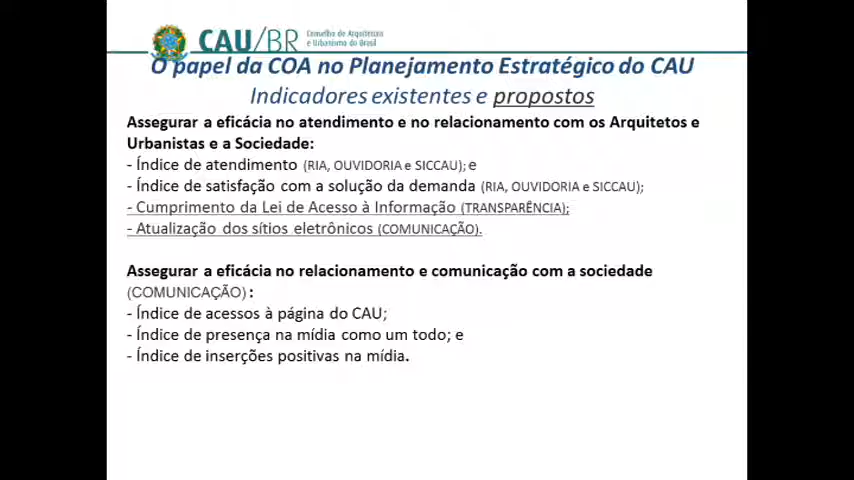 CAU/BR
Conselho de Arquitetura
e Urbanismo do Brasil
O papel da COA no Planejamento Estratégico do CAU
Indicadores existentes e propostos
Assegurar a eficácia no atendimento e no relacionamento com os Arquitetos e
Urbanistas e a Sociedade:
- Índice de atendimento (RIA, OUVIDORIA e SICCAU); e
- Índice de satisfação com a solução da demanda (RIA, OUVIDORIA e SICCAU);
- Cumprimento da Lei de Acesso à Informação (TRANSPARÊNCIA);
- Atualização dos sítios eletrônicos (COMUNICAÇÃO).
Assegurar a eficácia no relacionamento e comunicação com a sociedade
(COMUNICAÇÃO) :
- Índice de acessos à página do CAU;
- Índice de presença na mídia como um todo; e
- Índice de inserções positivas na mídia.